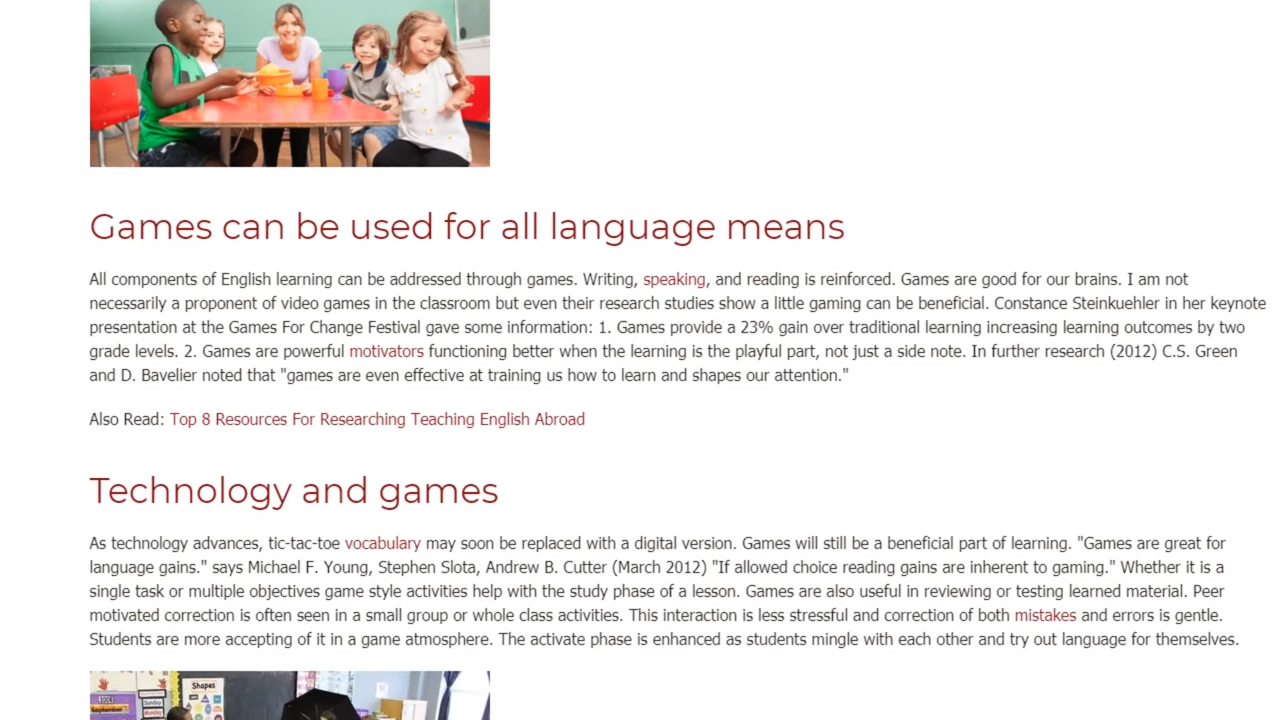 Games can be used for all language means
All components of English learning can be addressed through games. Writing, speaking, and reading is reinforced. Games are good for our brains. I am not
necessarily a proponent of video games in the classroom but even their research studies show a little gaming can be beneficial. Constance Steinkuehler in her keynote
presentation at the Games For Change Festival gave some information: 1. Games provide a 23% gain over traditional learning increasing learning outcomes by two
grade levels. 2. Games are powerful motivators functioning better when the learning is the playful part, not just a side note. In further research (2012) C.S. Green
and D. Bavelier noted that "games are even effective at training us how to learn and shapes our attention."
Also Read: Top 8 Resources For Researching Teaching English Abroad
Technology and games
As technology advances, tic-tac-toe vocabulary may soon be replaced with a digital version. Games will still be a beneficial part of learning. "Games are great for
language gains." says Michael F. Young, Stephen Slota, Andrew B. Cutter (March 2012) "If allowed choice reading gains are inherent to gaming." Whether it is a
single task or multiple objectives game style activities help with the study phase of a lesson. Games are also useful in reviewing or testing learned material. Peer
motivated correction is often seen in a small group or whole class activities. This interaction is less stressful and correction of both mistakes and errors is gentle.
Students are more accepting of it in a game atmosphere. The activate phase is enhanced as students mingle with each other and try out language for themselves.
Shapes
September
Sunday
Monday